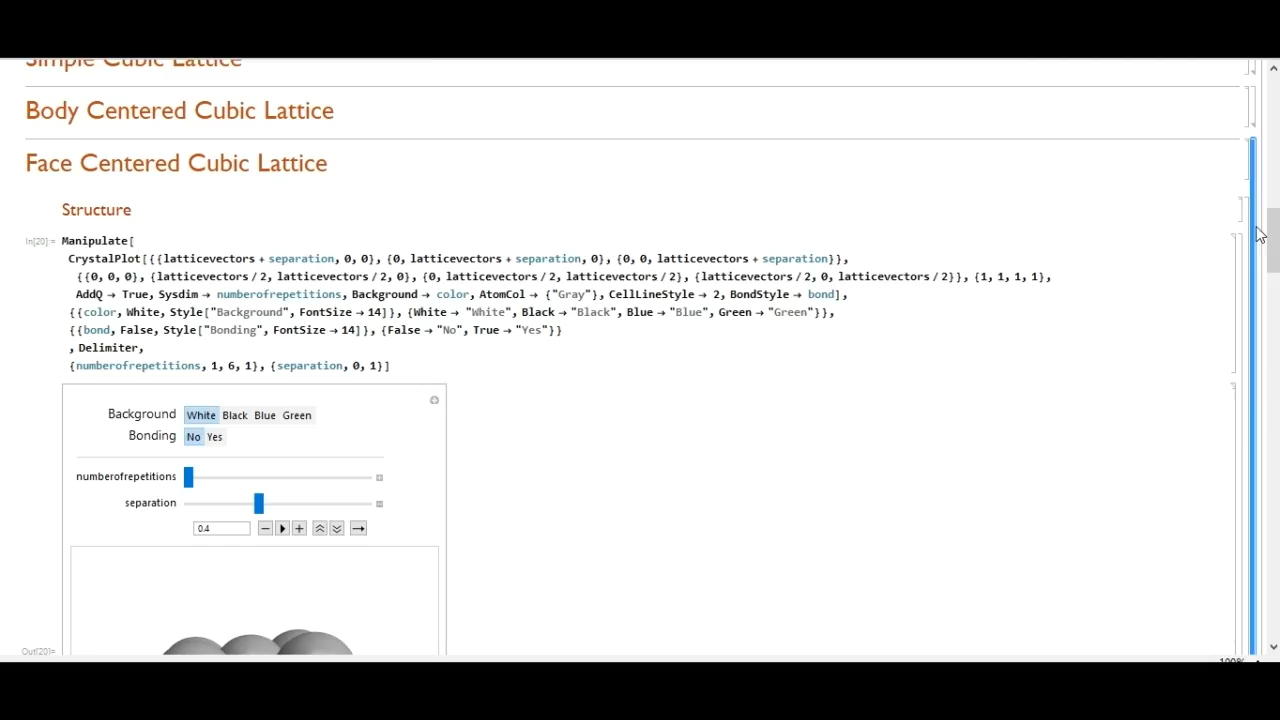 Simple Cubic Lattice
Body Centered Cubic Lattice
Face Centered Cubic Lattice
Structure
In[20]:= Manipulate[
CrystalPlot[{{latticevectors + separation, 0, 0}, {0, latticevectors + separation, 0}, {0, 0, latticevectors + separation}},
{{0, 0, 0}, {latticevectors / 2, latticevectors / 2, 0}, {0, latticevectors / 2, latticevectors / 2}, {latticevectors / 2, 0, latticevectors / 2}}, {1, 1, 1, 1},
AddQ → True, Sysdim → numberofrepetitions, Background → color, AtomCol → {"Gray"}, CellLineStyle → 2, BondStyle → bond],
{{color, White, Style["Background", FontSize → 14]}, {White → "White", Black → "Black", Blue → "Blue", Green → "Green"}},
{{bond, False, Style["Bonding", FontSize → 14]}, {False → "No", True → "Yes"}}
, Delimiter,
{numberofrepetitions, 1, 6, 1}, {separation, 0, 1}]
Background White Black Blue Green
Bonding No Yes
numberofrepetitions
separation
0.4
Out[20]=
100%